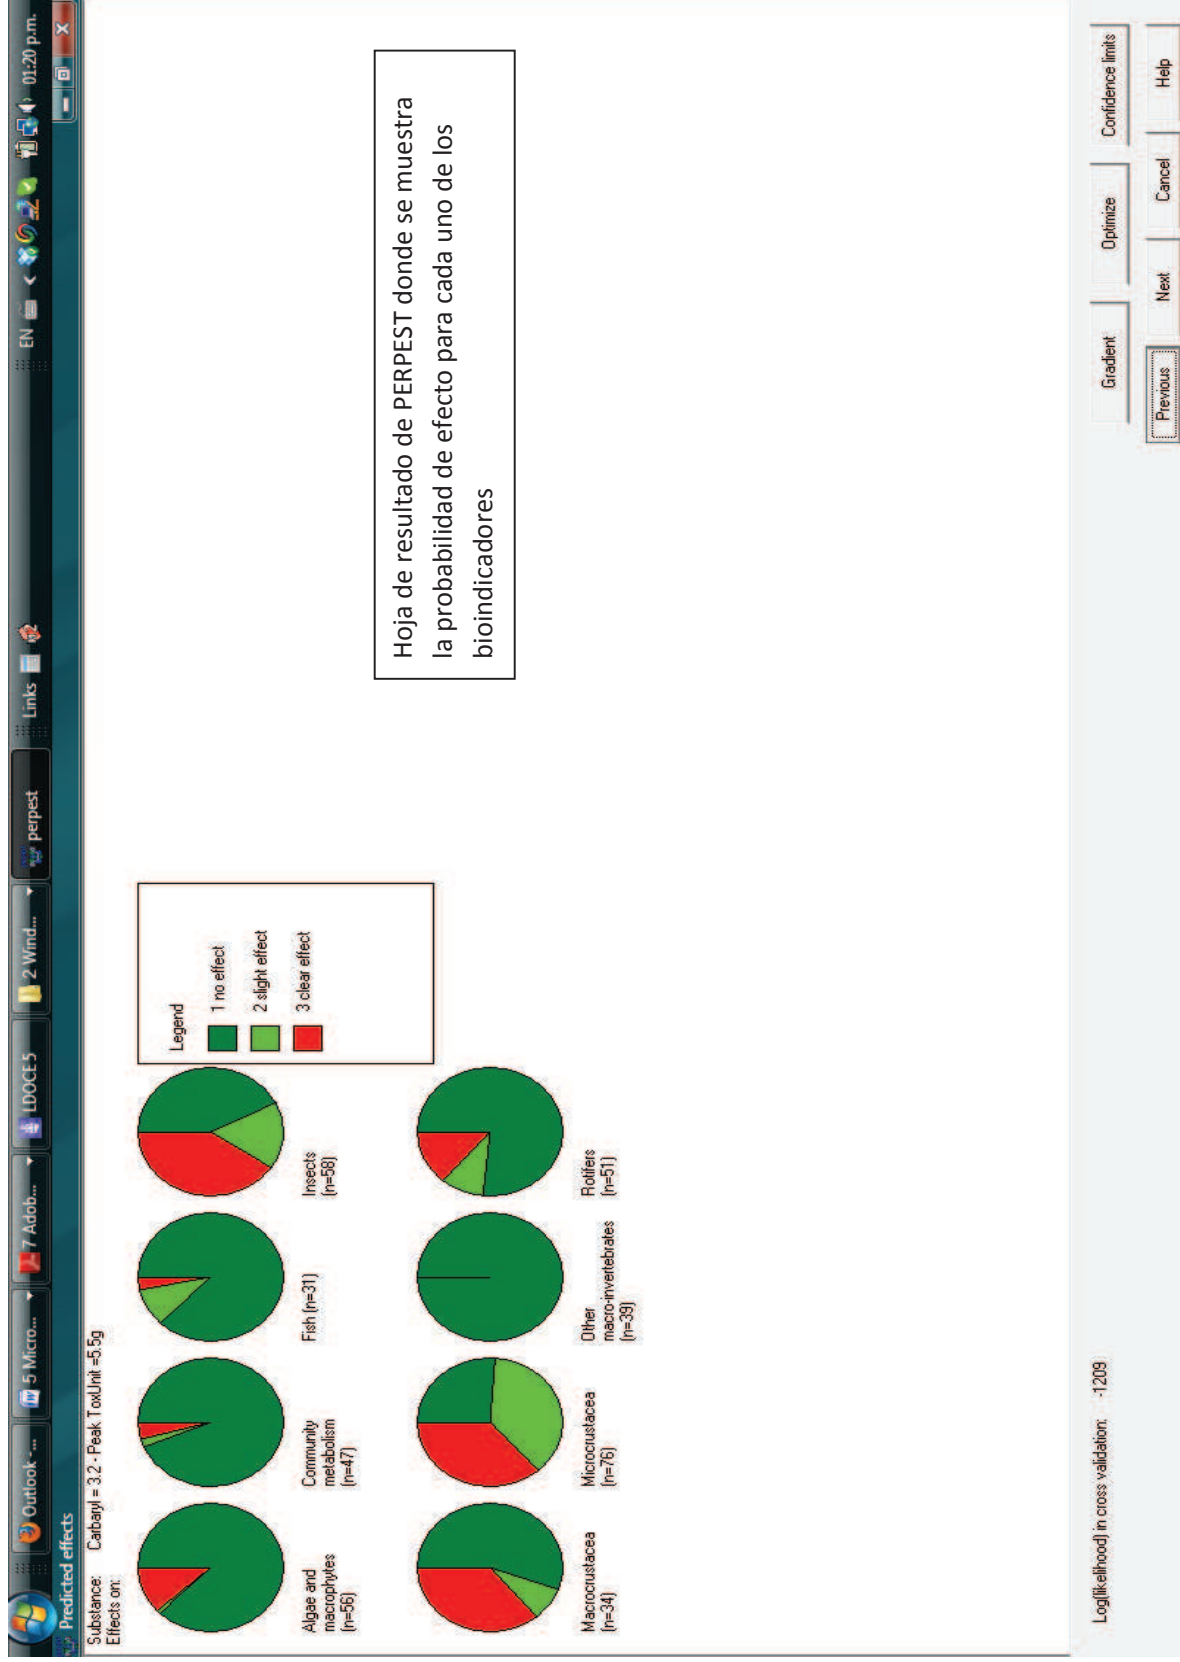 Outlook -...
5 Micro...
7 Adob...
LDOCE 5
2 Wind...
perpest
Links
EN
01:20 p.m.
Predicted effects
Substance: Carbaryl = 3.2 - Peak ToxUnit =5.5g
Effects on:
Algae and
macrophytes
(n=56)
Community
metabolism
(n=47)
Fish (n=31)
Insects
(n=58)
Legend
1 no effect
2 slight effect
3 clear effect
Macrocrustacea
(n=34)
Microcrustacea
(n=76)
Other
macro-invertebrates
(n=39)
Rotifers
(n=51)
Hoja de resultado de PERPEST donde se muestra
la probabilidad de efecto para cada uno de los
bioindicadores
Log(likelihood) in cross validation: -1209
Gradient
Optimize
Confidence limits
Previous
Next
Cancel
Help